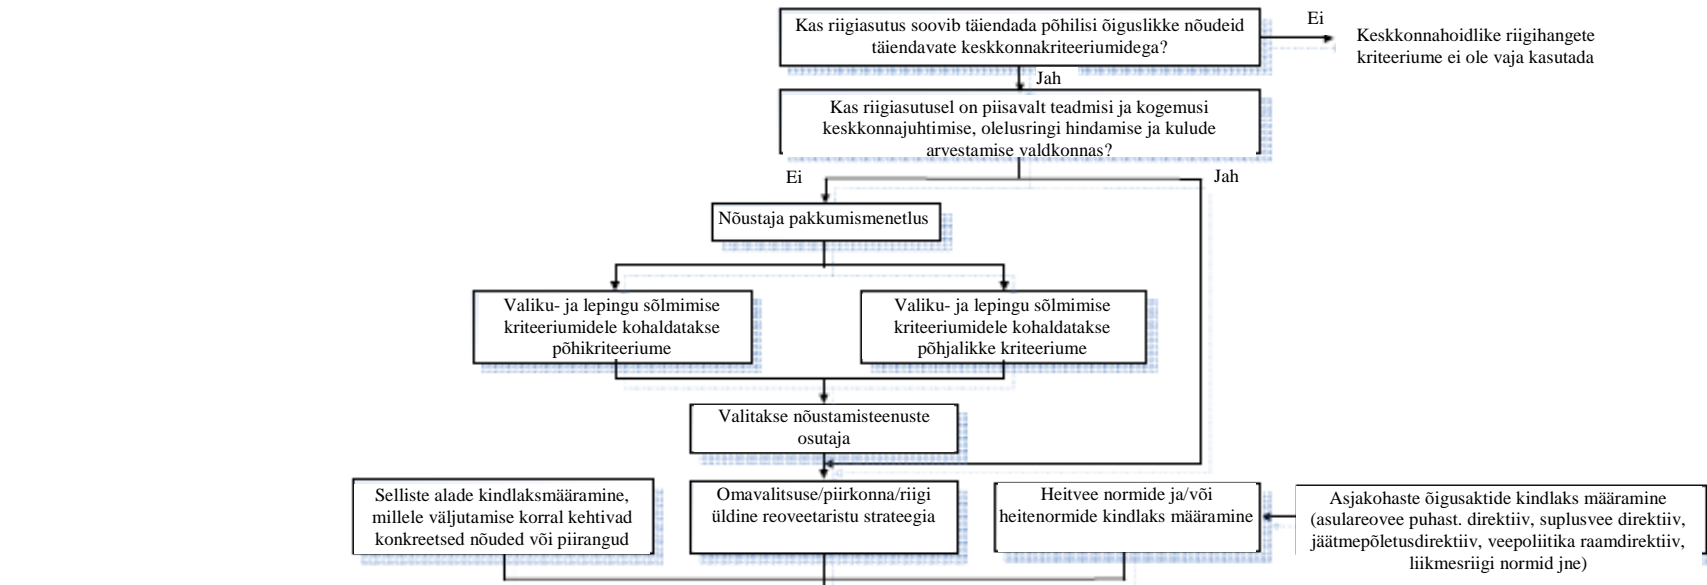 Kas riigiasutus soovib täiendada põhilisi õiguslikke nõudeid
täiendavate keskkonnakriteeriumidega?
Ei
Keskkonnahoidlike riigihangete
kriteeriume ei ole vaja kasutada
Jah
Kas riigiasutusel on piisavalt teadmisi ja kogemusi
keskkonnajuhtimise, olelusringi hindamise ja kulude
arvestamise valdkonnas?
Ei
Jah
Nõustaja pakkumismenetlus
Valiku- ja lepingu sõlmimise
kriteeriumidele kohaldatakse
põhikriteeriume
Valiku- ja lepingu sõlmimise
kriteeriumidele kohaldatakse
põhjalikke kriteeriume
Valitakse nõustamisteenuste
osutaja
Selliste alade kindlaksmääramine,
millele väljutamise korral kehtivad
konkreetsed nõuded või piirangud
Omavalitsuse/piirkonna/riigi
üldine reoveetaristu strateegia
Heitvee normide ja/või
heitenormide kindlaks määramine
Asjakohaste õigusaktide kindlaks määramine
(asulareovee puhast. direktiiv, suplusvee direktiiv,
jäätmepõletusdirektiiv, veepoliitika raamdirektiiv,
liikmesriigi normid jne)